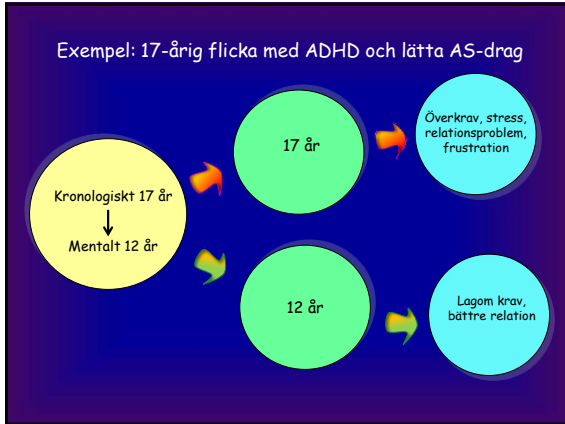 Exempel: 17-årig flicka med ADHD och lätta AS-drag
Kronologiskt 17 år
Mentalt 12 år
17 år
Överkrav, stress,
relationsproblem,
frustration
12 år
Lagom krav,
bättre relation